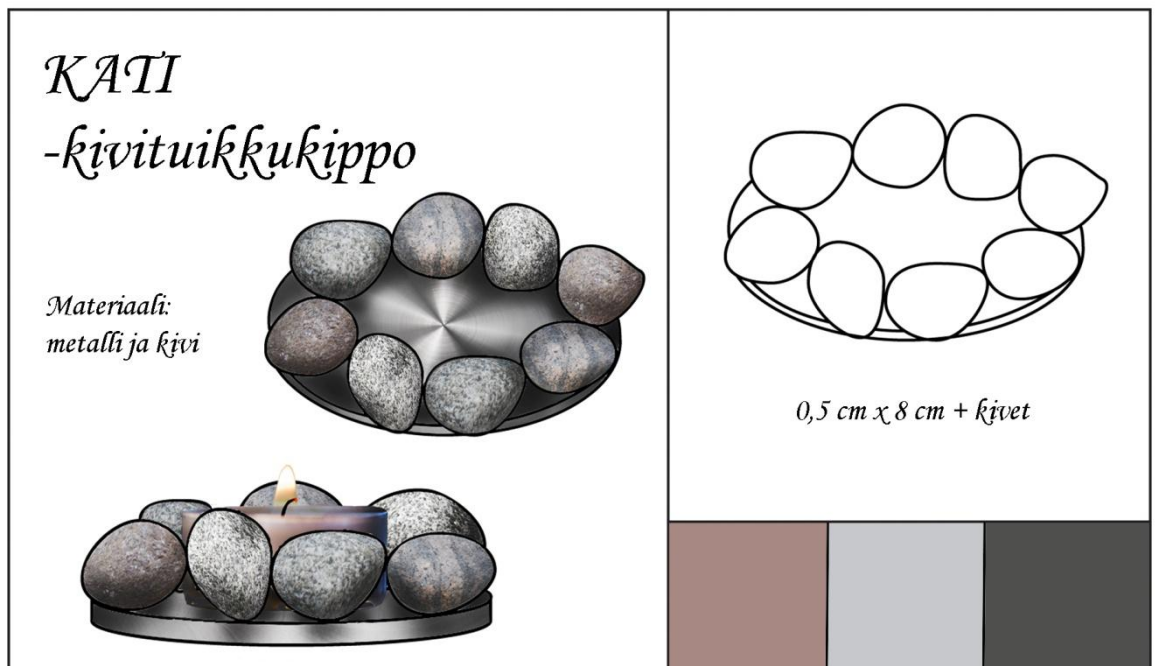 KATI
-kivituikkukippo
Materiaali:
metalli ja kivi
0,5 cm x 8 cm + kivet